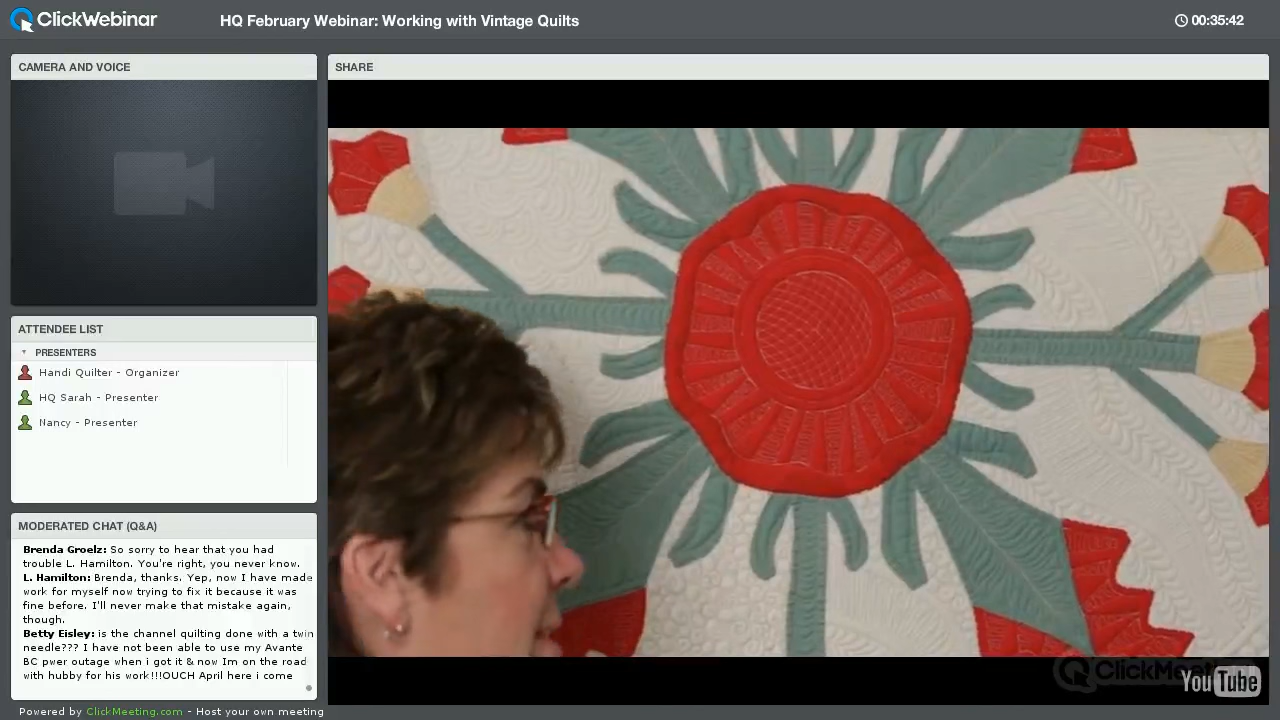 ClickWebinar
HQ February Webinar: Working with Vintage Quilts
00:35:42
CAMERA AND VOICE
SHARE
ATTENDEE LIST
PRESENTERS
Handi Quilter - Organizer
HQ Sarah - Presenter
Nancy - Presenter
MODERATED CHAT (Q&A)
Brenda Groelz: So sorry to hear that you had
trouble L. Hamilton. You're right, you never know.
L. Hamilton: Brenda, thanks. Yep, now I have made
work for myself now trying to fix it because it was
fine before. I'll never make that mistake again,
though.
Betty Eisley: is the channel quilting done with a twin
needle??? I have not been able to use my Avante
BC pwer outage when i got it & now Im on the road
with hubby for his work!!!OUCH April here i come
ClickMeeting
YouTube
Powered by ClickMeeting.com - Host your own meeting